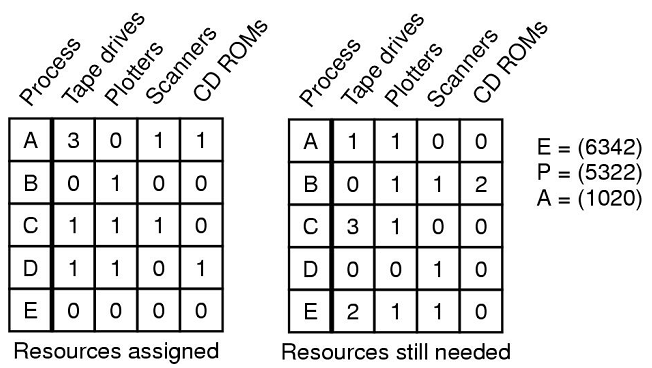 Process Tape drives Plotters Scanners CD ROMs
A 3 0 1 1
B 0 1 0 0
C 1 1 1 0
D 1 1 0 1
E 0 0 0 0
Resources assigned
Process Tape drives Plotters Scanners CD ROMs
A 1 1 0 0
B 0 1 1 2
C 3 1 0 0
D 0 0 1 0
E 2 1 1 0
Resources still needed
E = (6342)
P = (5322)
A = (1020)